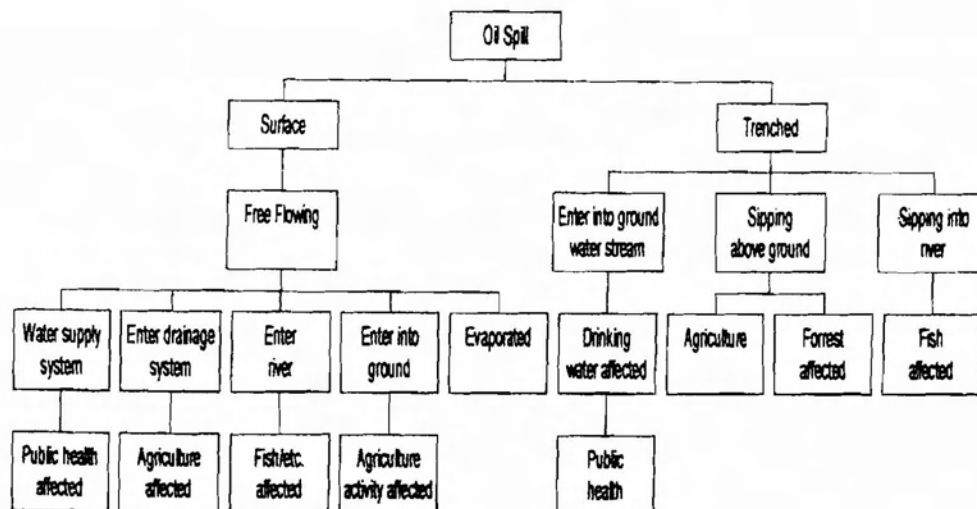 Oil Spill
Surface
Trenched
Free Flowing
Enter into ground
water stream
Sipping
above ground
Sipping into
river
Water supply
system
Enter drainage
system
Enter
river
Enter into
ground
Evaporated
Drinking
water affected
Agriculture
Forrest
affected
Fish
affected
Public health
affected
Agriculture
affected
Fish/etc.
affected
Agriculture
activity affected
Public
health